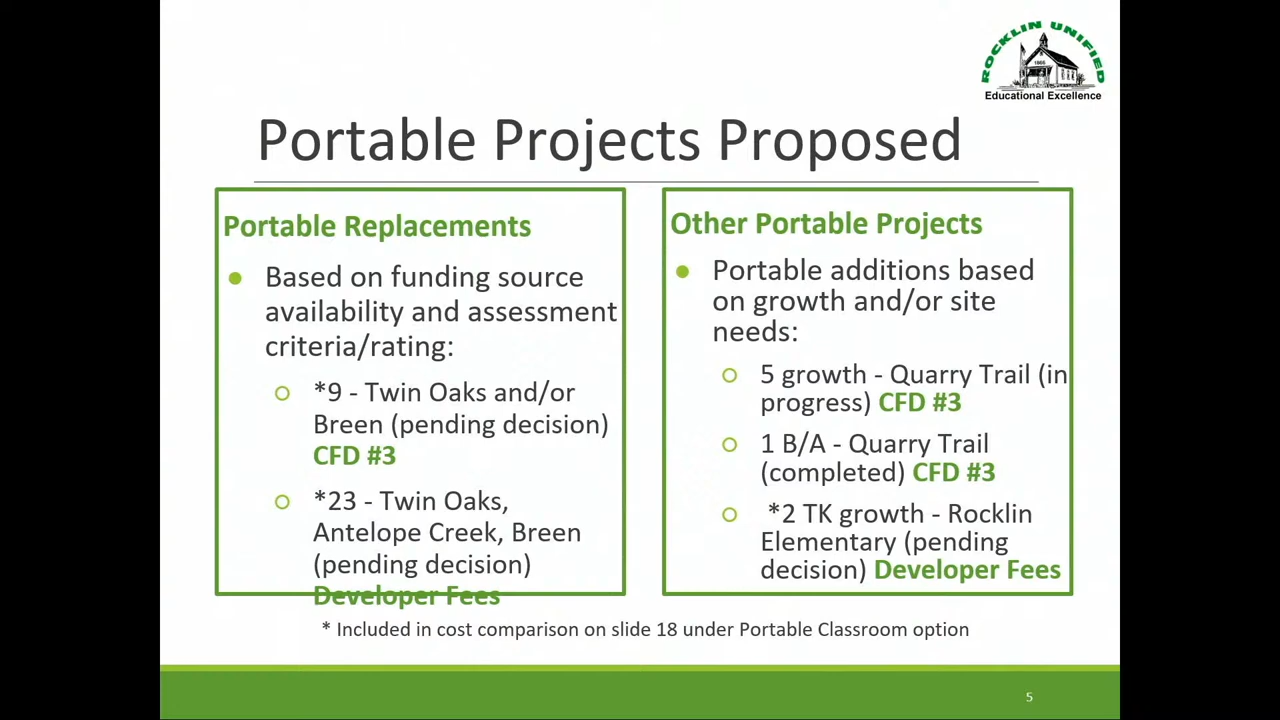 ROCKLIN UNIFIED
1866
Educational Excellence
Portable Projects Proposed
Portable Replacements
● Based on funding source
availability and assessment
criteria/rating:
○ *9 - Twin Oaks and/or
Breen (pending decision)
CFD #3
○ *23 - Twin Oaks,
Antelope Creek, Breen
(pending decision)
Developer Fees
Other Portable Projects
● Portable additions based
on growth and/or site
needs:
○ 5 growth - Quarry Trail (in
progress) CFD #3
○ 1 B/A - Quarry Trail
(completed) CFD #3
○ *2 TK growth - Rocklin
Elementary (pending
decision) Developer Fees
* Included in cost comparison on slide 18 under Portable Classroom option
5